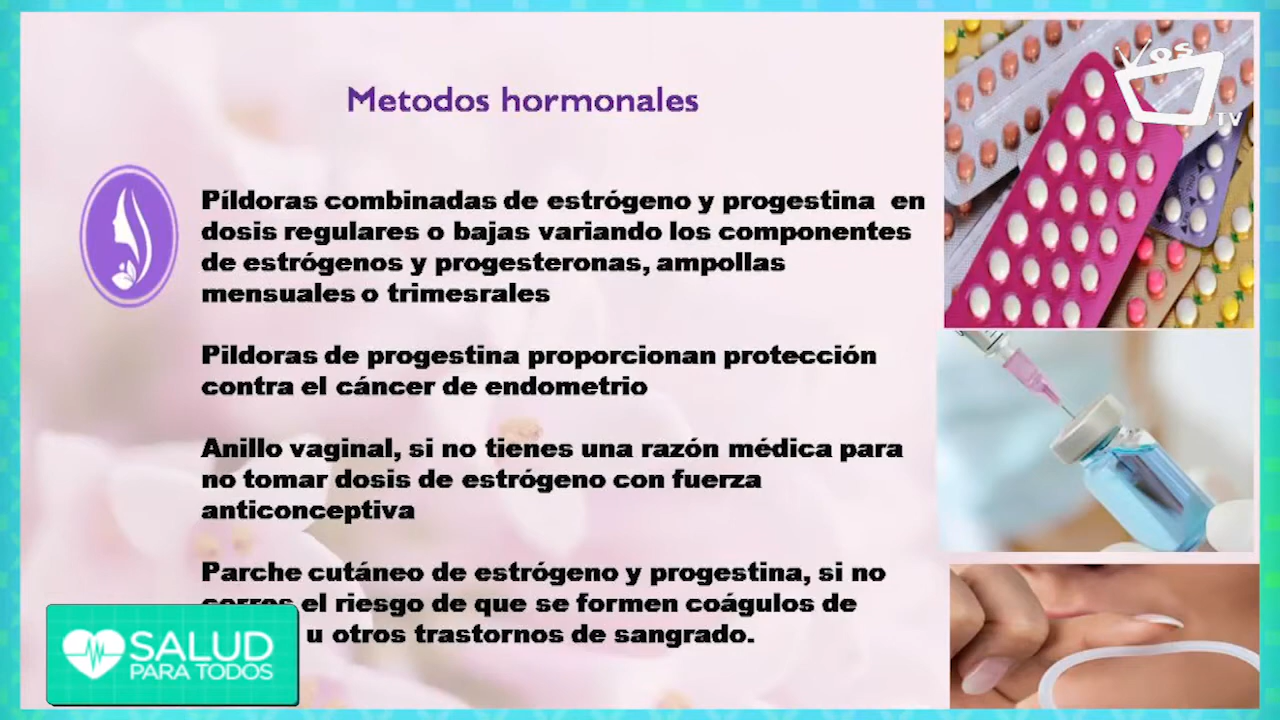 Metodos hormonales
Píldoras combinadas de estrógeno y progestina en
dosis regulares o bajas variando los componentes
de estrógenos y progesteronas, ampollas
mensuales o trimesrales
Pildoras de progestina proporcionan protección
contra el cáncer de endometrio
Anillo vaginal, si no tienes una razón médica para
no tomar dosis de estrógeno con fuerza
anticonceptiva
Parche cutáneo de estrógeno y progestina, si no
corres el riesgo de que se formen coágulos de
u otros trastornos de sangrado.
SALUD
PARA TODOS
VOS
TV